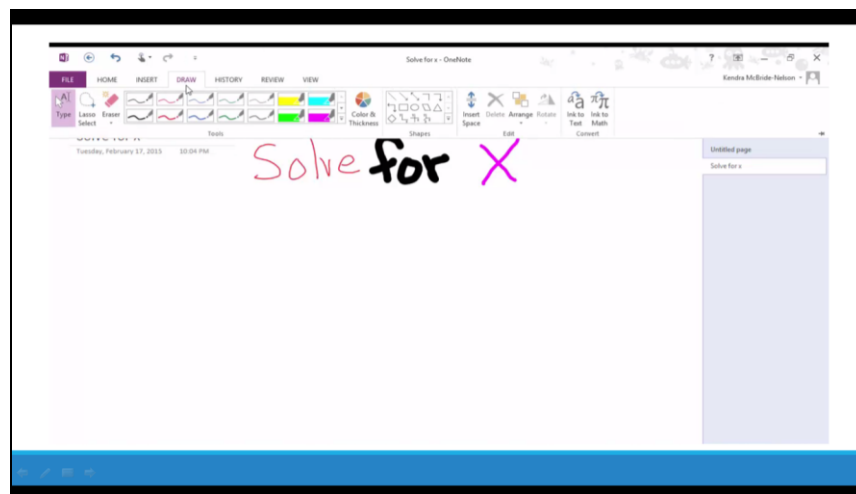 Solve for x - OneNote
?
FILE HOME INSERT DRAW HISTORY REVIEW VIEW
Kendra McBride-Nelson
Type
Lasso Select
Eraser
Color & Thickness
Insert Space
Delete
Arrange
Rotate
Ink to Text
Ink to Math
Tools
Shapes
Edit
Convert
Solve for x
Tuesday, February 17, 2015 10:04 PM
Solve for X
Untitled page
Solve for x